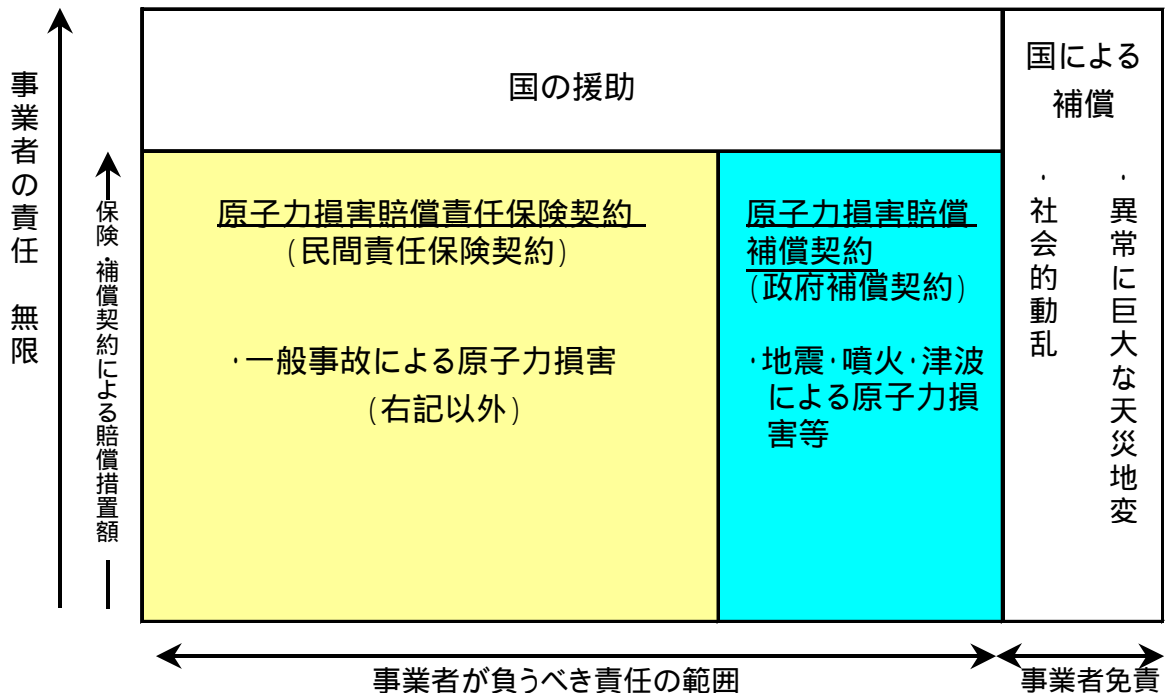 事業者の責任 無限
保険・補償契約による賠償措置額
国の援助
国による
補償
・異常に巨大な天災地変
・社会的動乱
原子力損害賠償責任保険契約
(民間責任保険契約)
・一般事故による原子力損害
(右記以外)
原子力損害賠償
補償契約
(政府補償契約)
・地震・噴火・津波
による原子力損
害等
事業者が負うべき責任の範囲
事業者免責